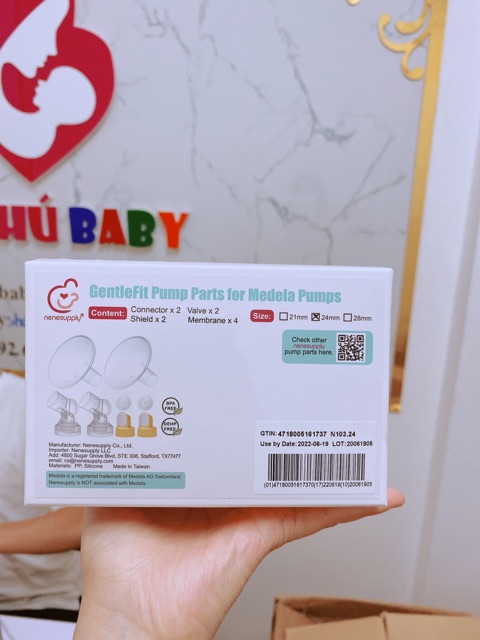 HÚ BABY
nenesupply®
GentleFit Pump Parts for Medela Pumps
Content: Connector x 2 Valve x 2
Shield x 2 Membrane x 4
Size: 21mm 24mm 28mm
Check other
nenesupply
pump parts here.
BPA
FREE
DEHP
FREE
GTIN: 4718005161737 N103.24
Use by Date: 2022-06-19 LOT: 20061905
(01)4718005161737(17)220619(10)20061905
Manufacturer: Nenesupply Co., Ltd.
Importer: Nenesupply LLC
Add: 4800 Sugar Grove Blvd, STE 308, Stafford, TX77477
email: cs@nenesupply.com
Materials: PP, Silicone Made in Taiwan
Medela is a registered trademark of Medela AG Switzerland.
Nenesupply is NOT associated with Medela.